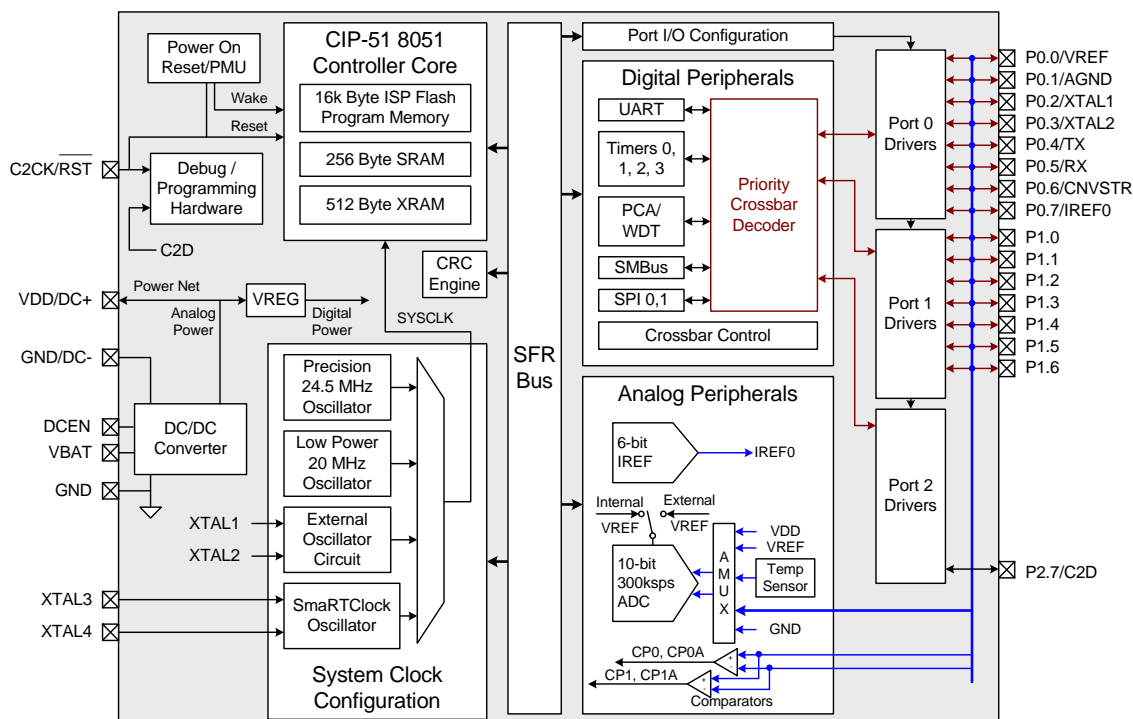 Power On
Reset/PMU
Wake
Reset
C2CK/RST
Debug /
Programming
Hardware
C2D
VDD/DC+
Power Net
Analog
Power
VREG
Digital
Power
GND/DC-
DCEN
VBAT
GND
DC/DC
Converter
XTAL1
XTAL2
XTAL3
XTAL4
CIP-51 8051
Controller Core
16k Byte ISP Flash
Program Memory
256 Byte SRAM
512 Byte XRAM
CRC
Engine
SYSCLK
Precision
24.5 MHz
Oscillator
Low Power
20 MHz
Oscillator
External
Oscillator
Circuit
SmaRTClock
Oscillator
System Clock
Configuration
SFR
Bus
Port I/O Configuration
Digital Peripherals
UART
Timers 0,
1, 2, 3
PCA/
WDT
SMBus
SPI 0,1
Priority
Crossbar
Decoder
Crossbar Control
Analog Peripherals
6-bit
IREF
IREF0
Internal
VREF
External
VREF
10-bit
300ksps
ADC
A
M
U
X
VDD
VREF
Temp
Sensor
GND
CP0, CP0A
CP1, CP1A
+
-
+
-
Comparators
Port 0
Drivers
Port 1
Drivers
Port 2
Drivers
P0.0/VREF
P0.1/AGND
P0.2/XTAL1
P0.3/XTAL2
P0.4/TX
P0.5/RX
P0.6/CNVSTR
P0.7/IREF0
P1.0
P1.1
P1.2
P1.3
P1.4
P1.5
P1.6
P2.7/C2D